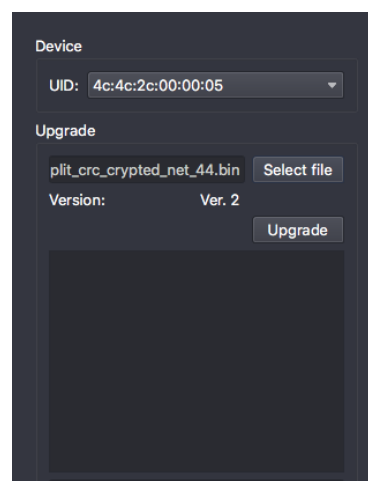 Device
UID: 4c:4c:2c:00:00:05
Upgrade
plit_crc_crypted_net_44.bin Select file
Version: Ver. 2
Upgrade